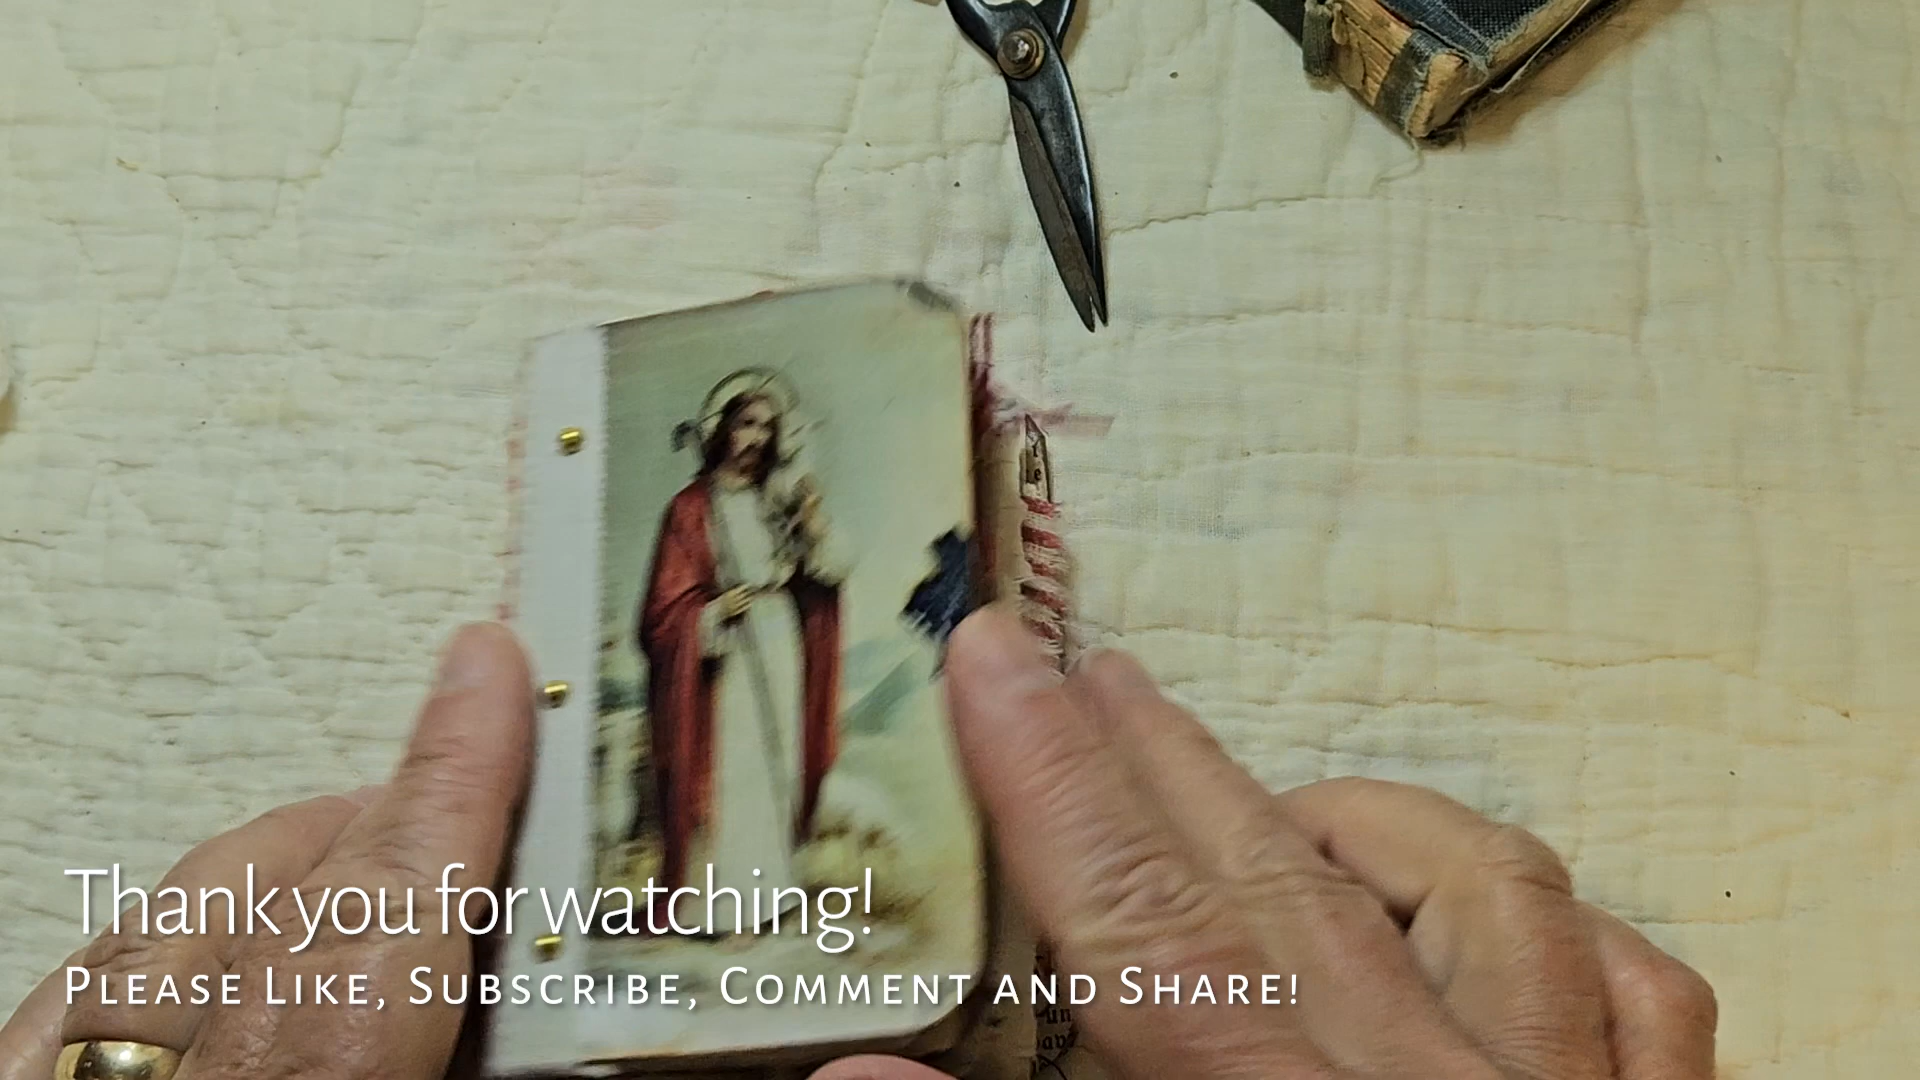 Thank you for watching!
Please Like, Subscribe, Comment and Share!